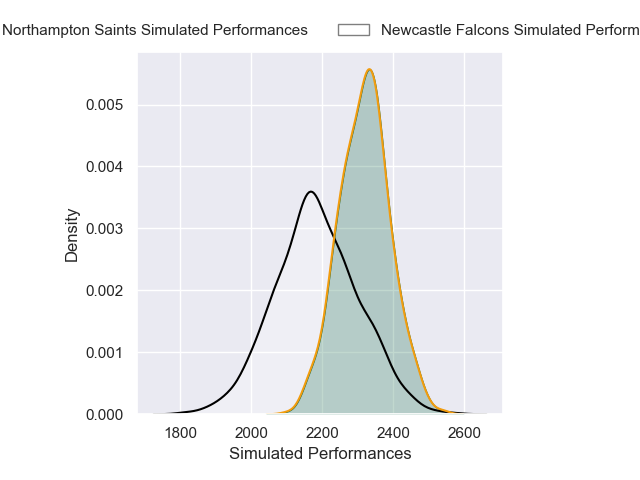 Northampton Saints Simulated Performances
Newcastle Falcons Simulated Perform
0.005
0.004
0.003
0.002
0.001
0.000
Density
1800 2000 2200 2400 2600
Simulated Performances